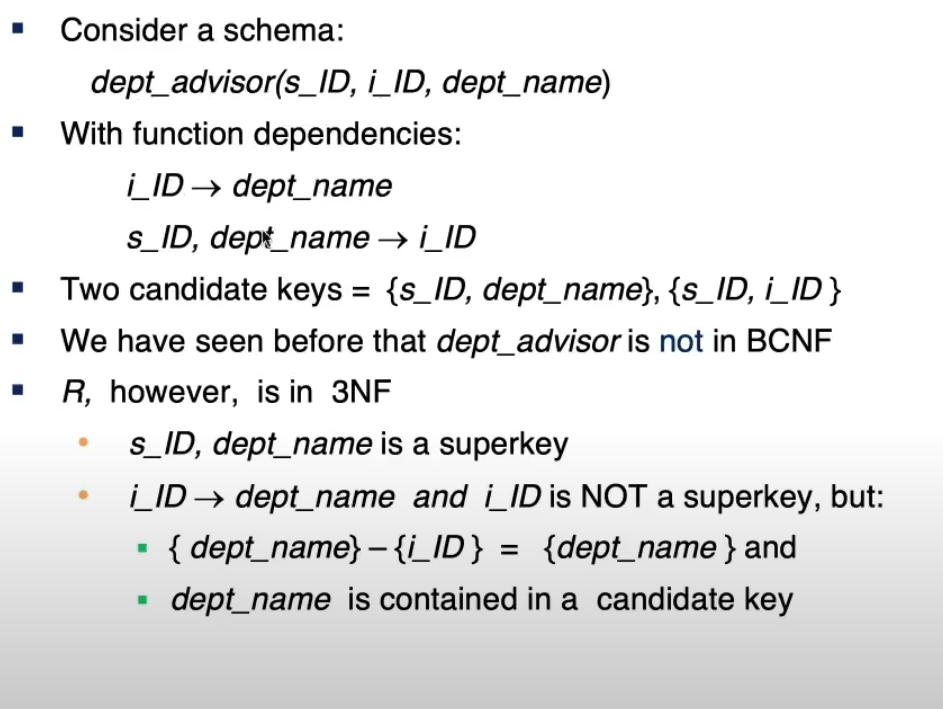 Consider a schema:
dept_advisor(s_ID, i_ID, dept_name)
With function dependencies:
i_ID → dept_name
s_ID, dept_name → i_ID
Two candidate keys = {s_ID, dept_name}, {s_ID, i_ID }
We have seen before that dept_advisor is not in BCNF
R, however, is in 3NF
s_ID, dept_name is a superkey
i_ID → dept_name and i_ID is NOT a superkey, but:
{ dept_name} – {i_ID } = {dept_name } and
dept_name is contained in a candidate key